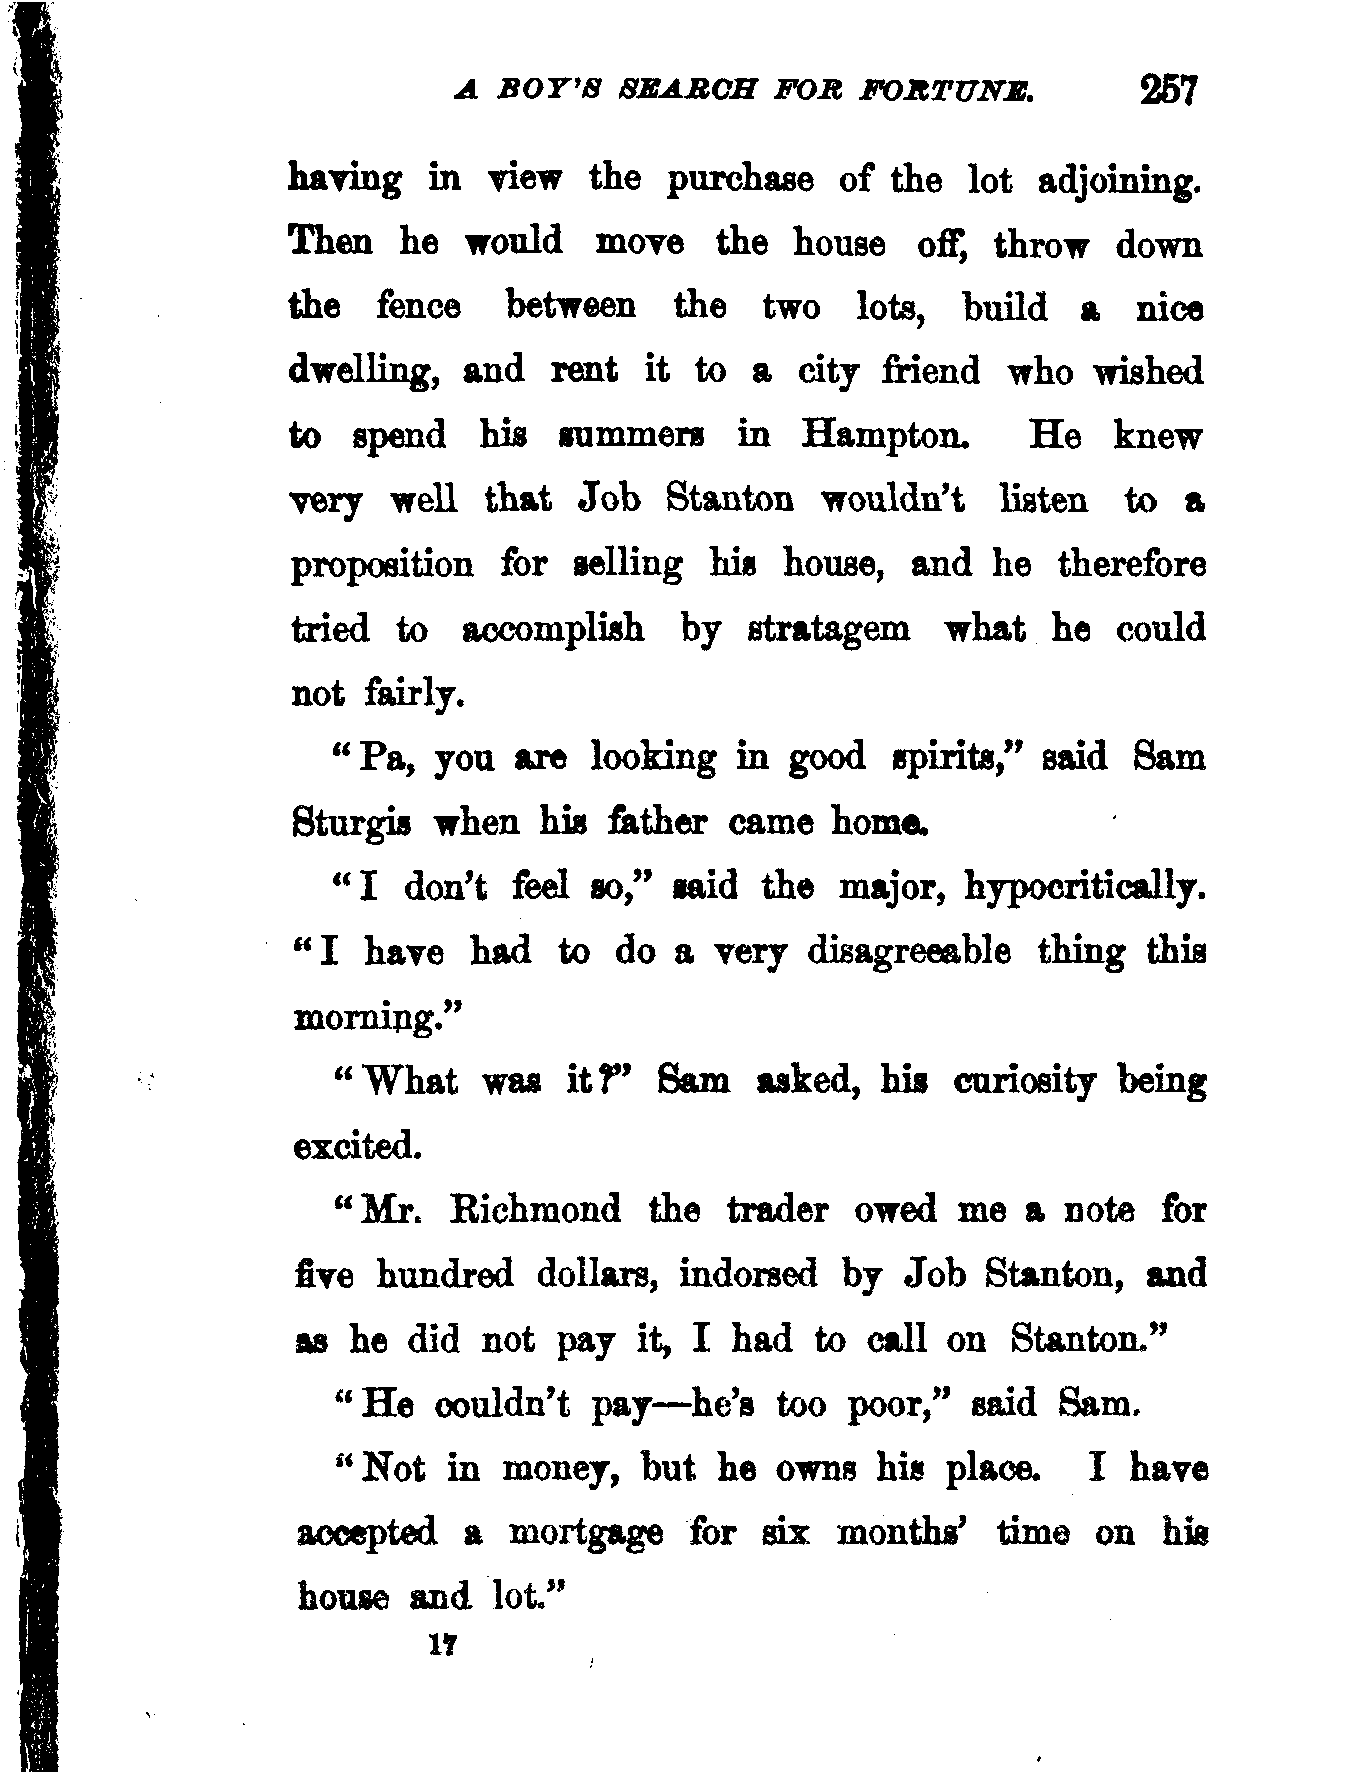 A BOY'S SEARCH FOR FORTUNE. 257
having in view the purchase of the lot adjoining.
Then he would move the house off, throw down
the fence between the two lots, build a nice
dwelling, and rent it to a city friend who wished
to spend his summers in Hampton. He knew
very well that Job Stanton wouldn't listen to a
proposition for selling his house, and he therefore
tried to accomplish by stratagem what he could
not fairly.
"Pa, you are looking in good spirits," said Sam
Sturgis when his father came home.
"I don't feel so," said the major, hypocritically.
"I have had to do a very disagreeable thing this
morning."
"What was it?" Sam asked, his curiosity being
excited.
"Mr. Richmond the trader owed me a note for
five hundred dollars, indorsed by Job Stanton, and
as he did not pay it, I had to call on Stanton."
"He couldn't pay—he's too poor," said Sam.
"Not in money, but he owns his place. I have
accepted a mortgage for six months' time on his
house and lot."
17